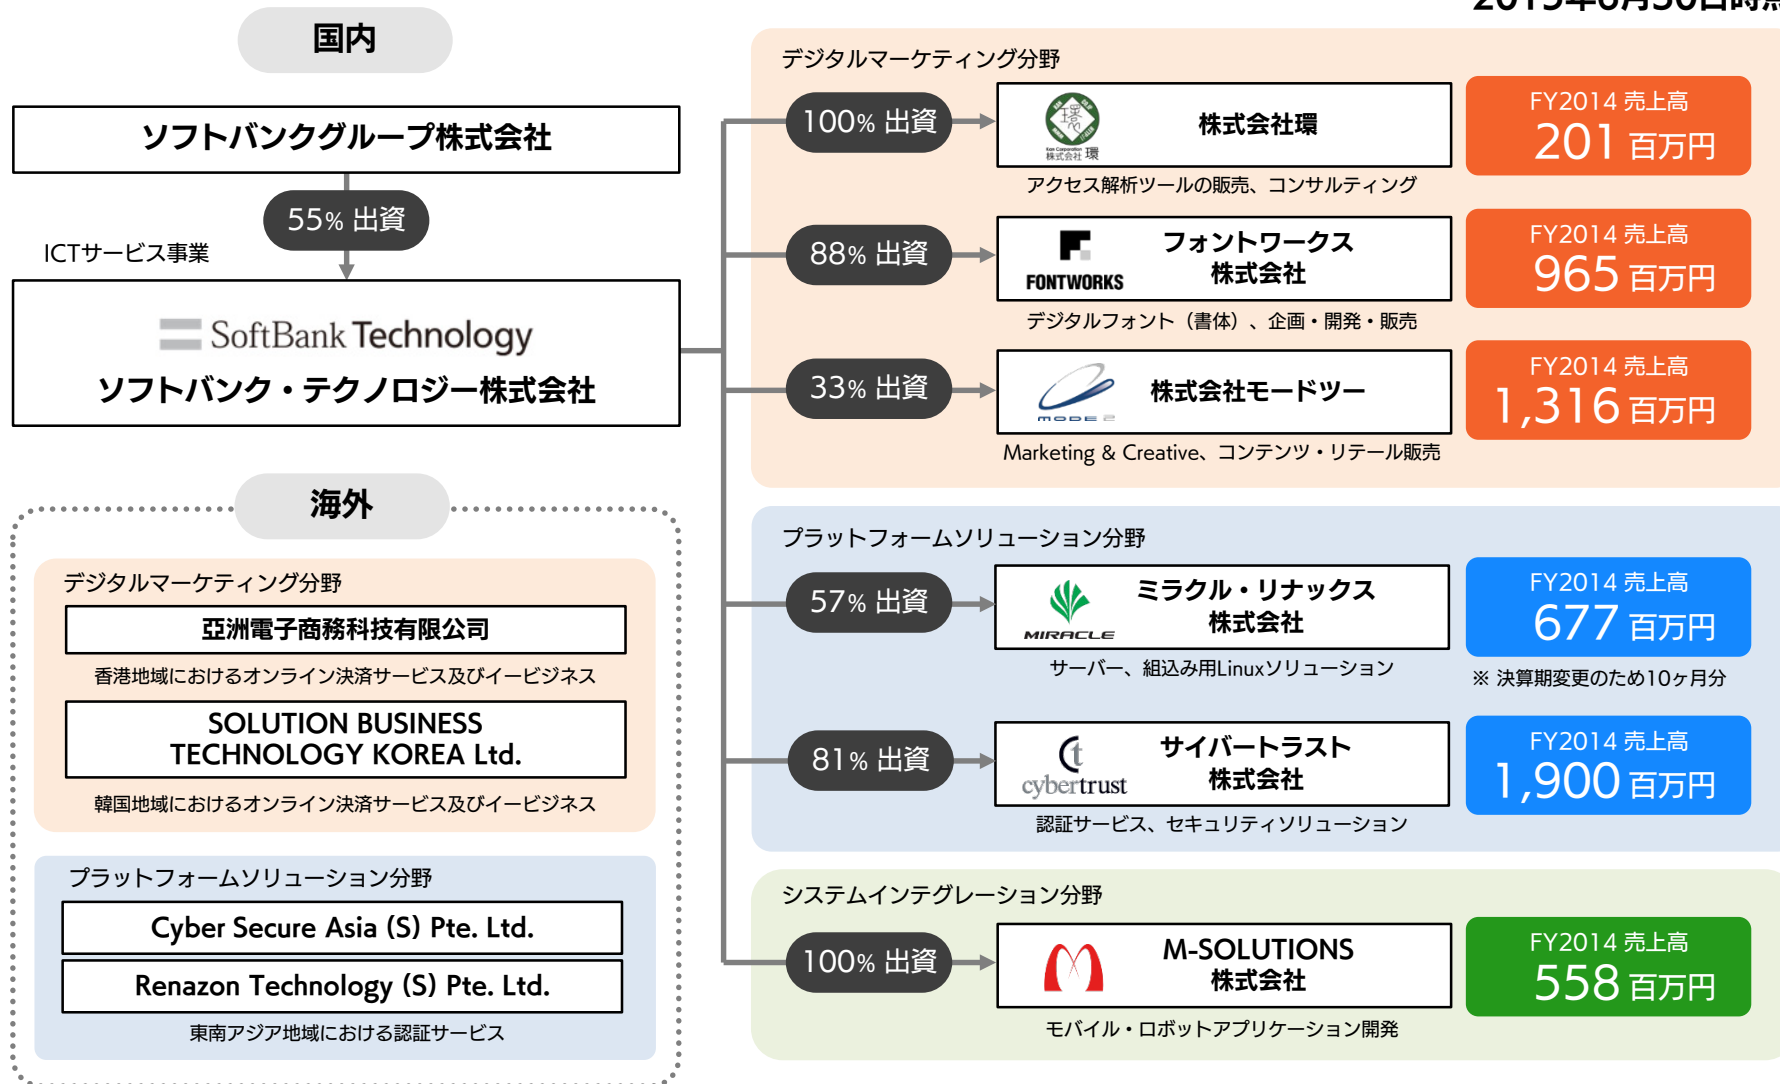 2015年6月30日時点
国内
ソフトバンクグループ株式会社
55% 出資
ICTサービス事業
SoftBank Technology
ソフトバンク・テクノロジー株式会社
海外
デジタルマーケティング分野
亞洲電子商務科技有限公司
香港地域におけるオンライン決済サービス及びイービジネス
SOLUTION BUSINESS
TECHNOLOGY KOREA Ltd.
韓国地域におけるオンライン決済サービス及びイービジネス
プラットフォームソリューション分野
Cyber Secure Asia (S) Pte. Ltd.
Renazon Technology (S) Pte. Ltd.
東南アジア地域における認証サービス
デジタルマーケティング分野
100% 出資
Kan Corporation
株式会社 環
株式会社環
FY2014 売上高
201 百万円
アクセス解析ツールの販売、コンサルティング
88% 出資
FONTWORKS
フォントワークス
株式会社
FY2014 売上高
965 百万円
デジタルフォント（書体）、企画・開発・販売
33% 出資
MODE 2
株式会社モードツー
FY2014 売上高
1,316 百万円
Marketing & Creative、コンテンツ・リテール販売
プラットフォームソリューション分野
57% 出資
MIRACLE
ミラクル・リナックス
株式会社
FY2014 売上高
677 百万円
サーバー、組込み用Linuxソリューション
※ 決算期変更のため10ヶ月分
81% 出資
cybertrust
サイバートラスト
株式会社
FY2014 売上高
1,900 百万円
認証サービス、セキュリティソリューション
システムインテグレーション分野
100% 出資
M-SOLUTIONS
株式会社
FY2014 売上高
558 百万円
モバイル・ロボットアプリケーション開発